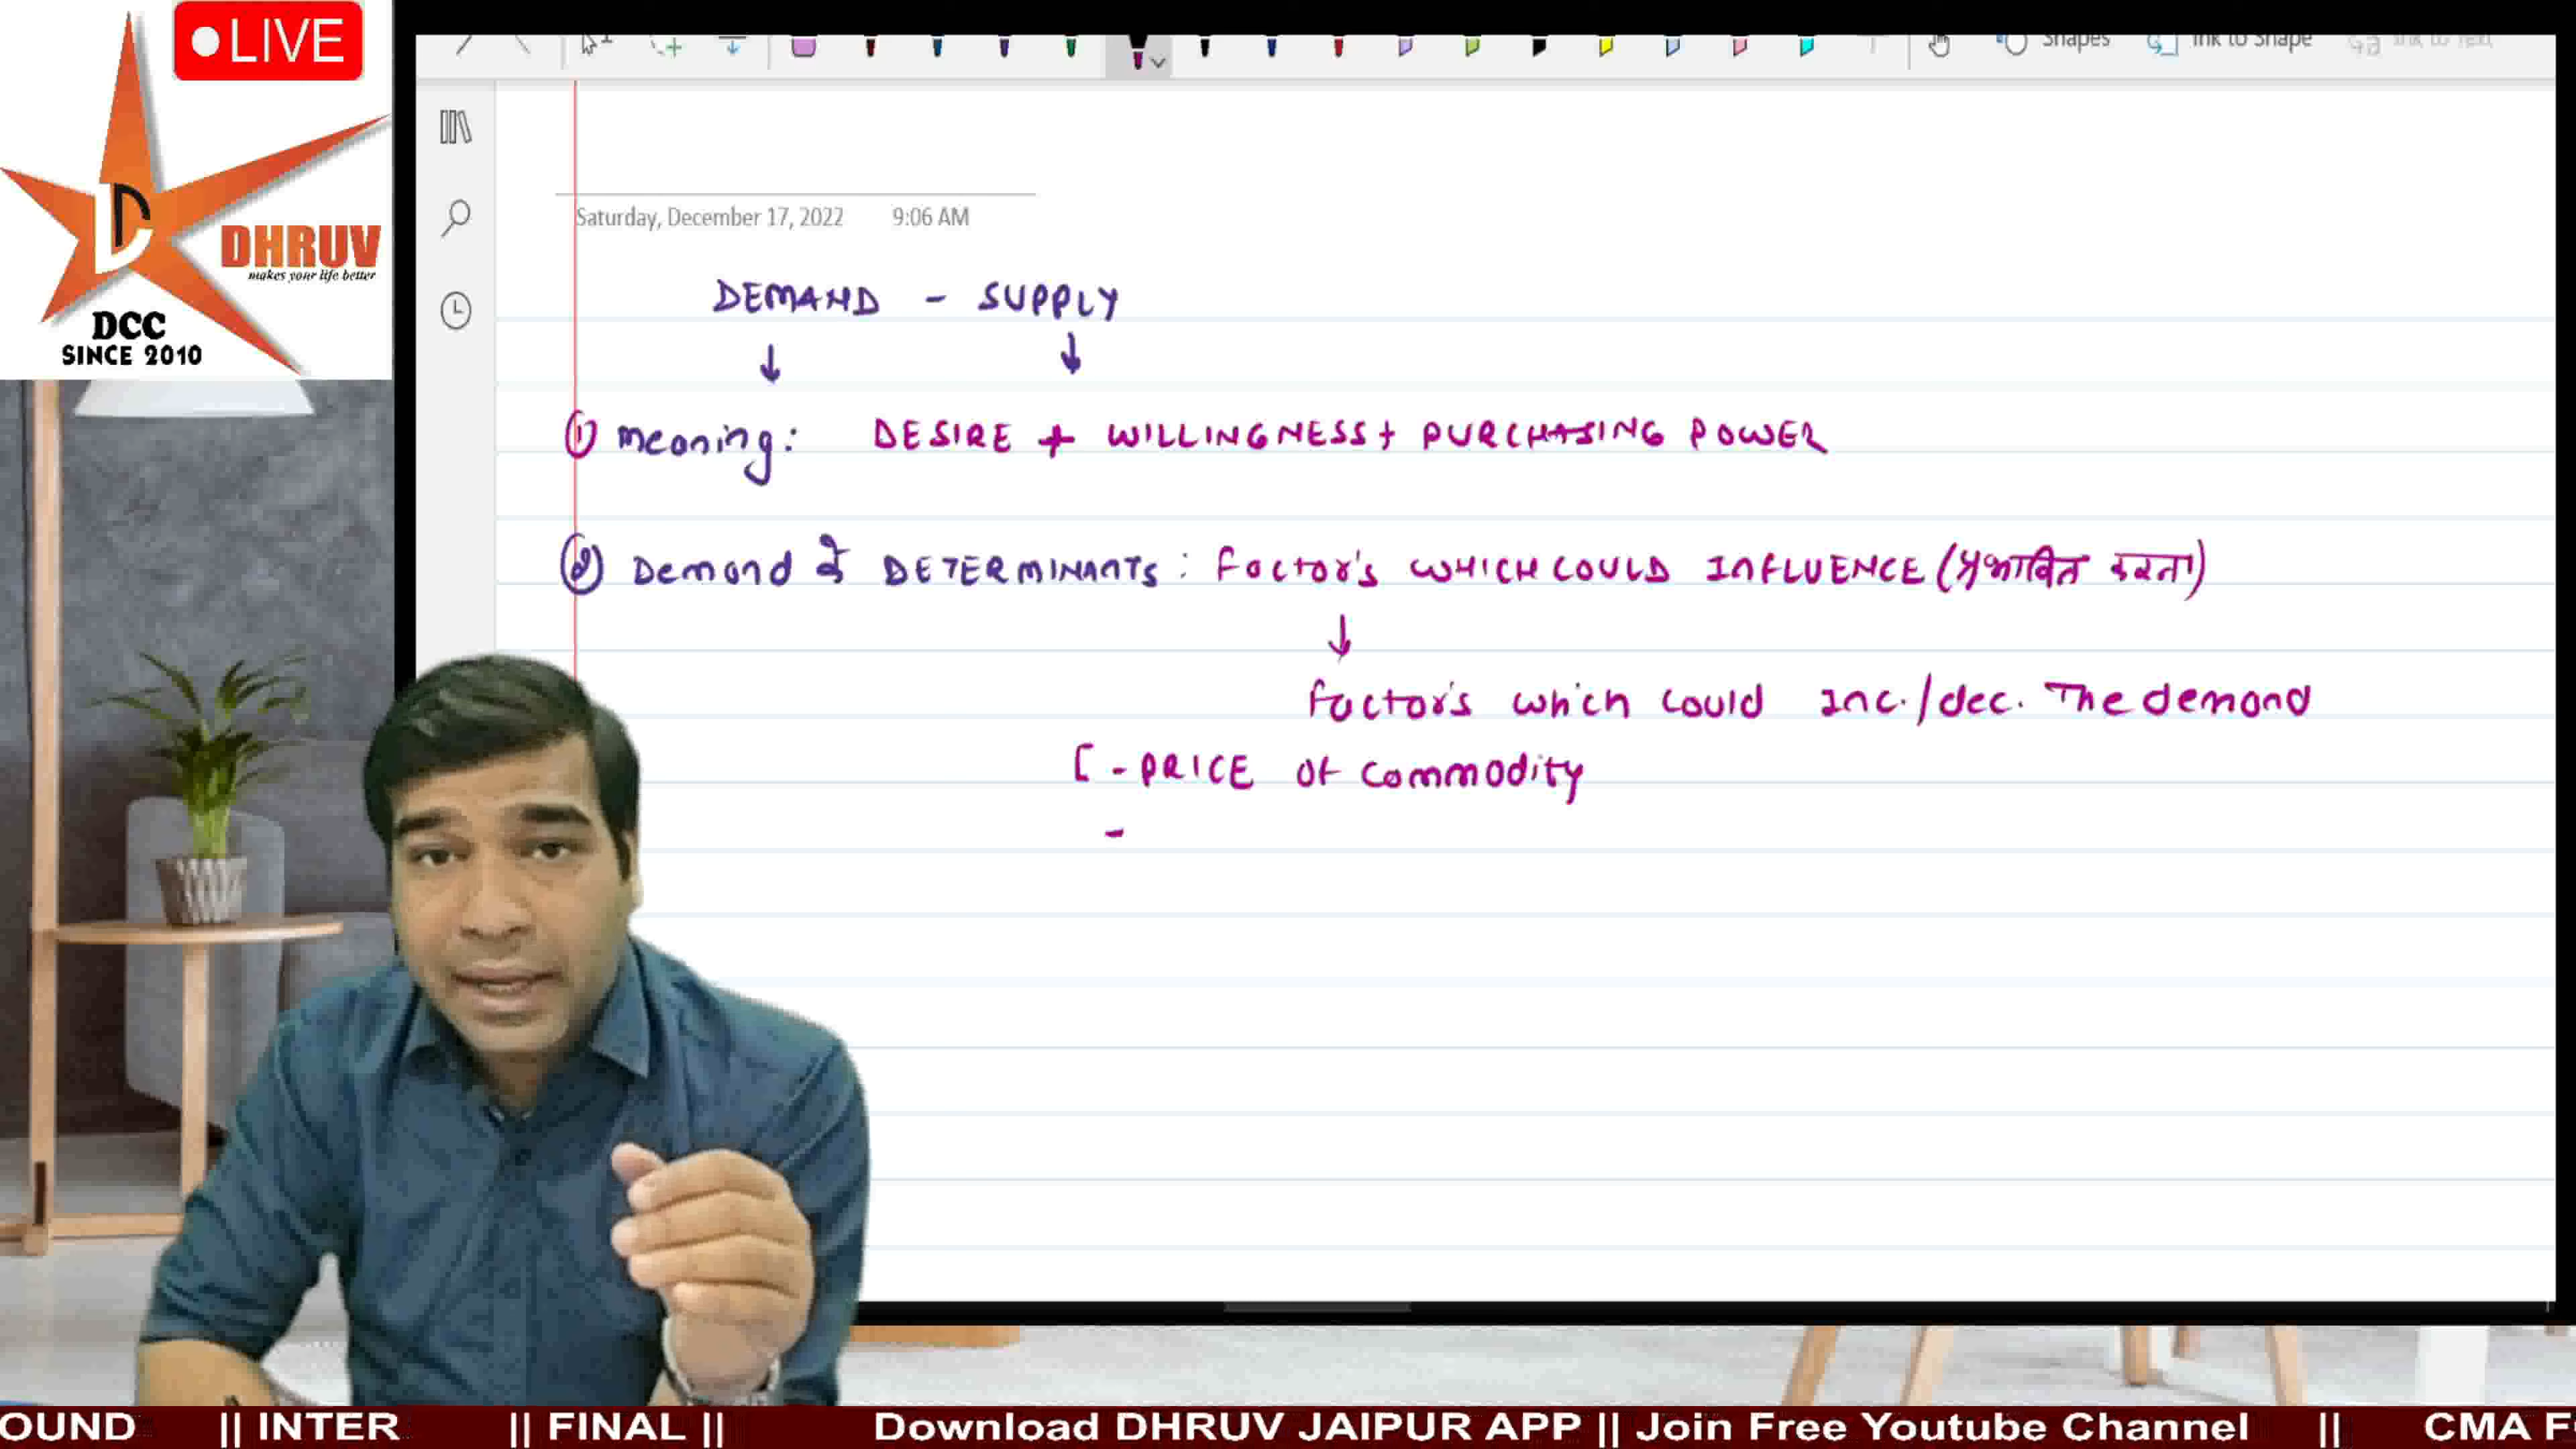 LIVE
D
DHRUV
makes your life better
DCC
SINCE 2010
Shapes
Ink to Shape
Ink to Text
Saturday, December 17, 2022 9:06 AM
DEMAND - SUPPLY
↓ ↓
① meaning: DESIRE + WILLINGNESS + PURCHASING POWER
② Demand के DETERMINANTS: factor's WHICH COULD INFLUENCE (प्रभावित करना)
↓
factor's which could inc./dec. The demand
[ - PRICE of commodity
-
OUND || INTER || FINAL || Download DHRUV JAIPUR APP || Join Free Youtube Channel || CMA F